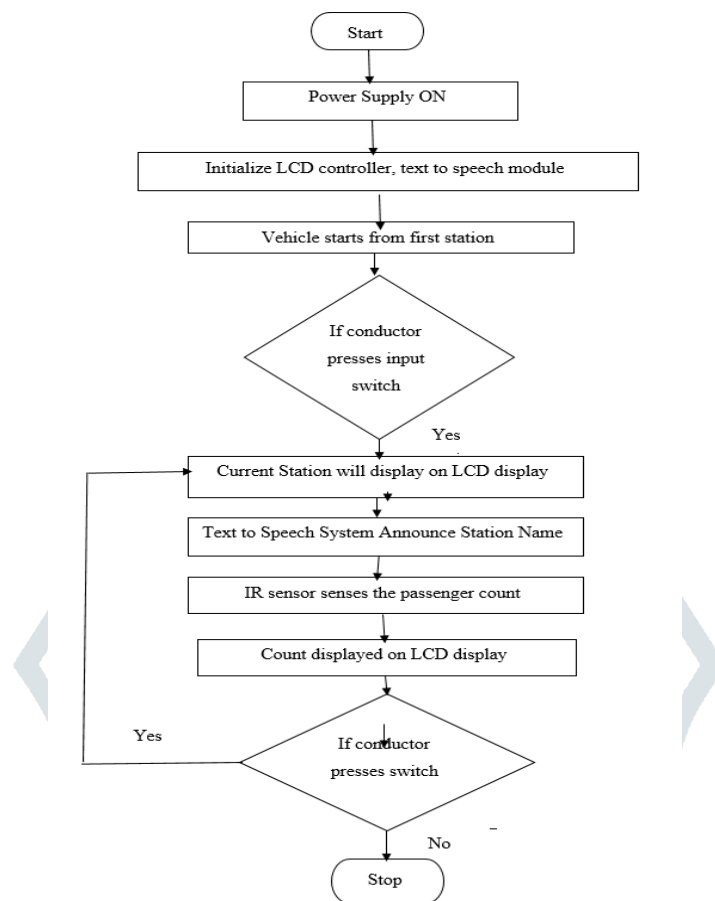 Start
Power Supply ON
Initialize LCD controller, text to speech module
Vehicle starts from first station
If conductor
presses input
switch
Yes
Current Station will display on LCD display
Text to Speech System Announce Station Name
IR sensor senses the passenger count
Count displayed on LCD display
Yes
If conductor
presses switch
No
Stop